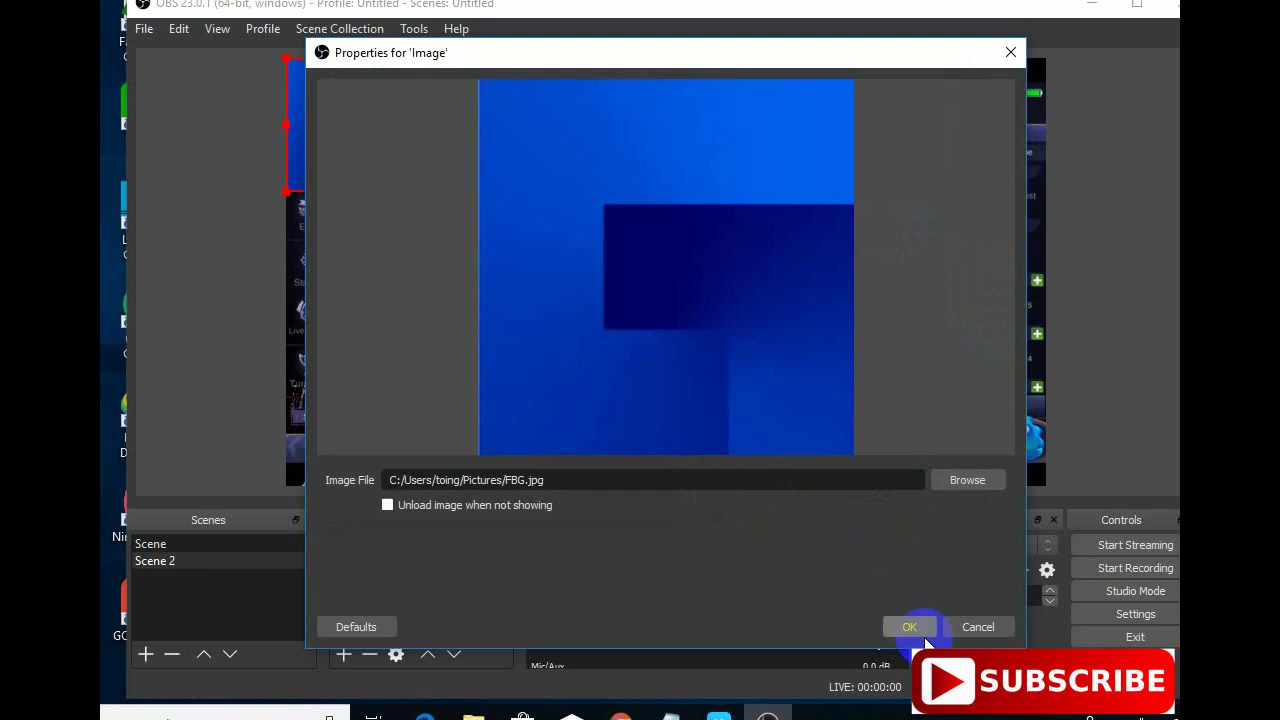 OBS 23.0.1 (64-bit, windows) - Profile: Untitled - Scenes: Untitled
File Edit View Profile Scene Collection Tools Help
Properties for 'Image'
Image File C:/Users/toing/Pictures/FBG.jpg Browse
Unload image when not showing
Scenes
Controls
Scene
Scene 2
Start Streaming
Start Recording
Studio Mode
Settings
Exit
Defaults OK Cancel
Mic/Aux 0.0 dB
LIVE: 00:00:00
SUBSCRIBE